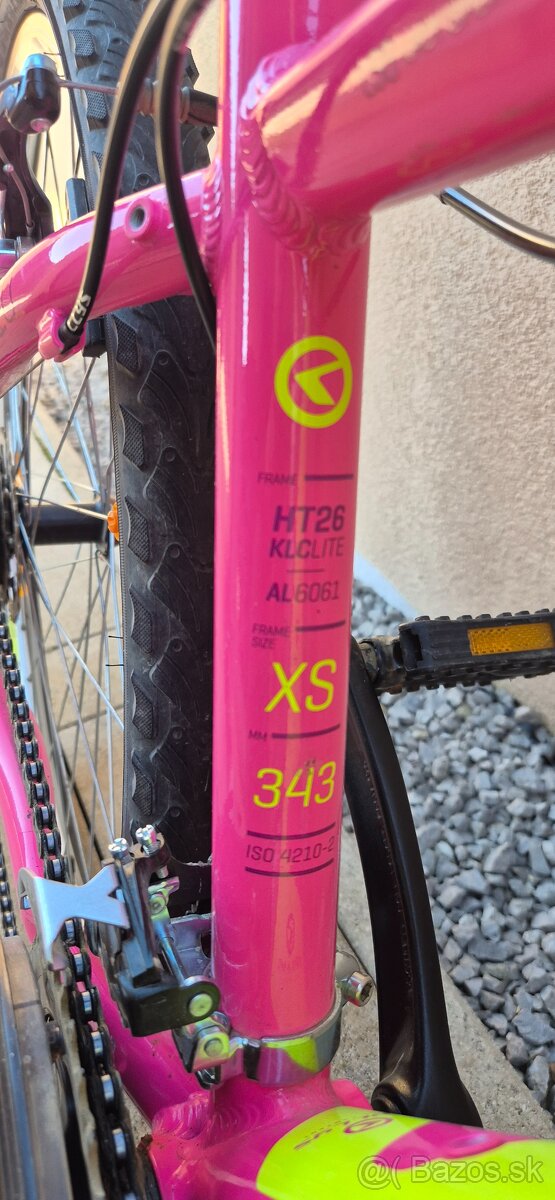 FRAME
HT26
KLCLITE
AL6061
FRAME
SIZE
XS
MM
343
ISO 4210-2
@ Bazos.sk